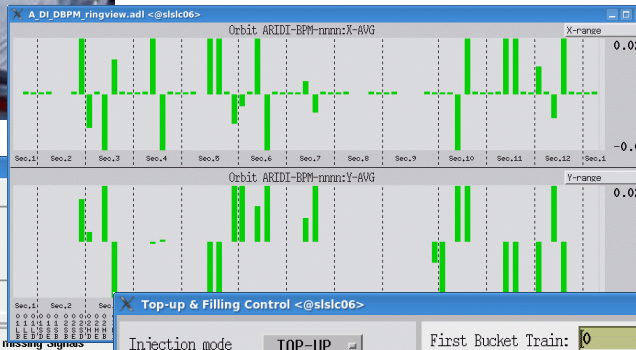 A_DI_DBPM_ringview.adl <@slslc06>
Orbit ARIDI-BPM-nnnn:X-AVG
X-range
0.02
-0.0
Sec.1 Sec.2 Sec.3 Sec.4 Sec.5 Sec.6 Sec.7 Sec.8 Sec.9 Sec.10 Sec.11 Sec.12 Sec.1
Orbit ARIDI-BPM-nnnn:Y-AVG
Y-range
0.02
Sec.1 Sec.2
Top-up & Filling Control <@slslc06>
missing Signals
Injection mode TOP-UP First Bucket Train: 0